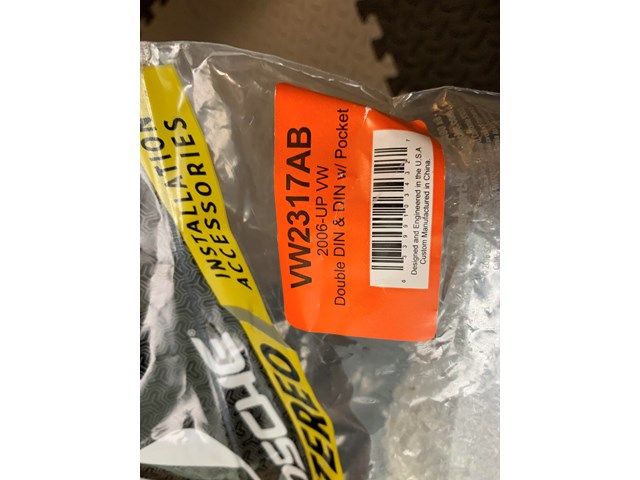 VW2317AB
2006-UP VW
Double DIN & DIN w/ Pocket
Designed and Engineered in the U.S.A
Custom Manufactured in China.
INSTALLATION
ACCESSORIES